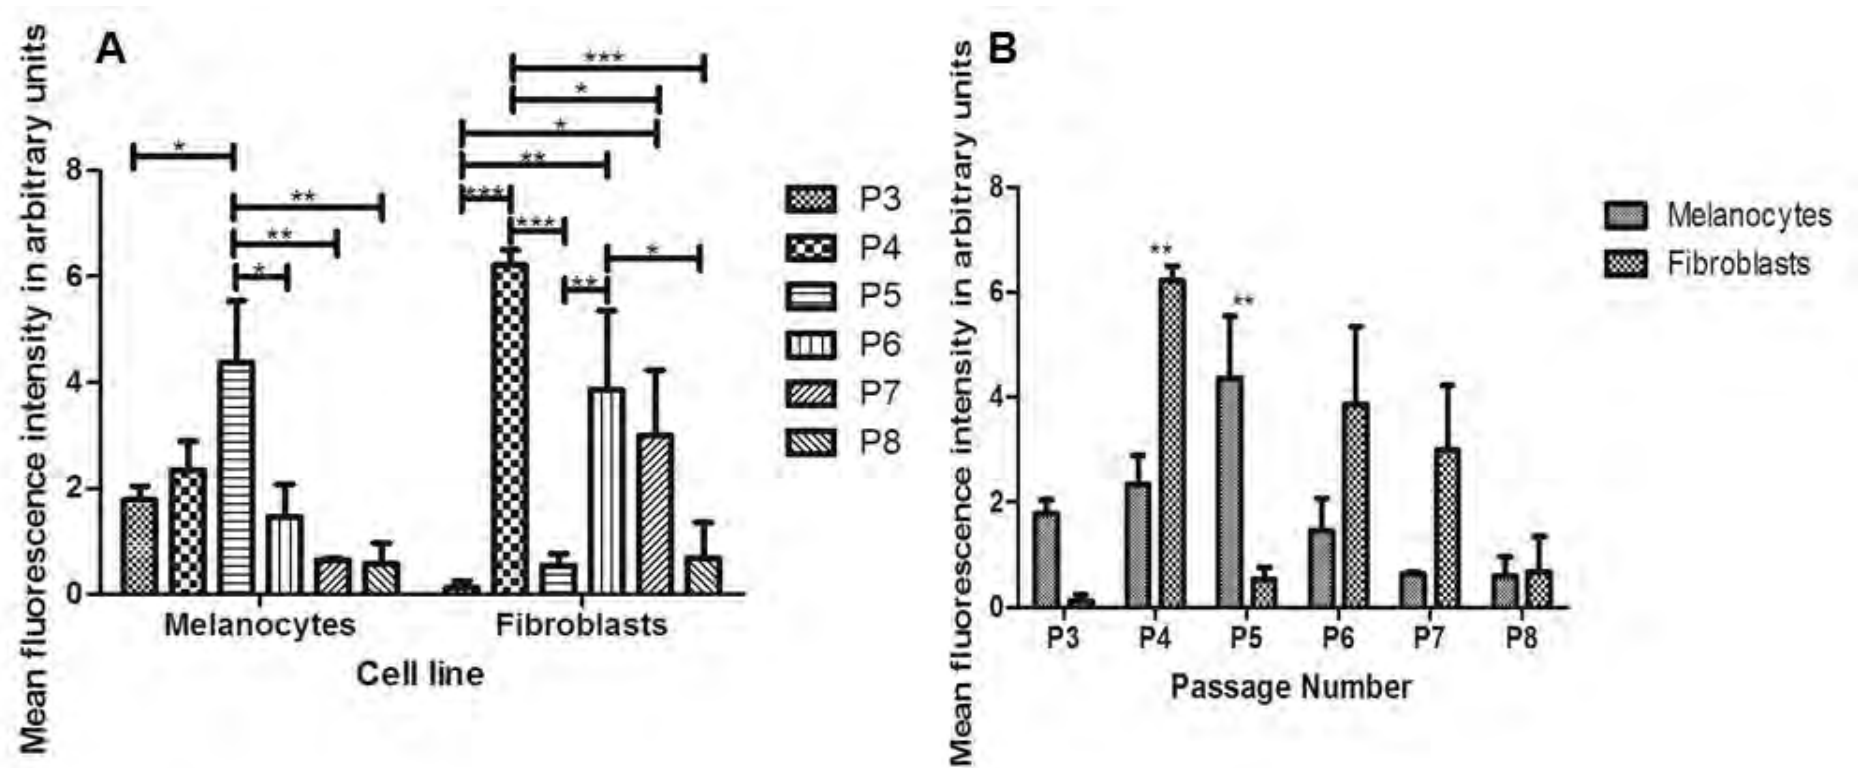 A
Mean fluorescence intensity in arbitrary units
8
6
4
2
0
***
*
*
**
***
***
**
*
*
**
**
*
Melanocytes
Fibroblasts
Cell line
P3
P4
P5
P6
P7
P8
B
Mean fluorescence intensity in arbitrary units
8
6
4
2
0
**
**
P3
P4
P5
P6
P7
P8
Passage Number
Melanocytes
Fibroblasts